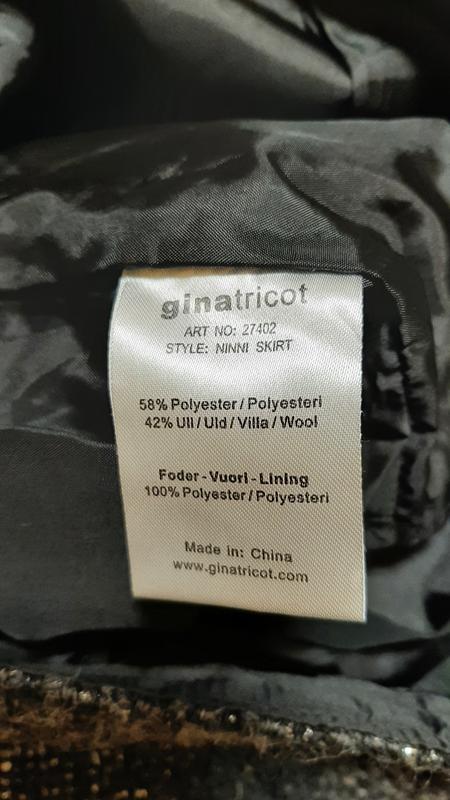 ginatricot
ART NO: 27402
STYLE: NINNI SKIRT
58% Polyester / Polyesteri
42% Ull / Uld / Villa / Wool
Foder - Vuori - Lining
100% Polyester / Polyesteri
Made in: China
www.ginatricot.com